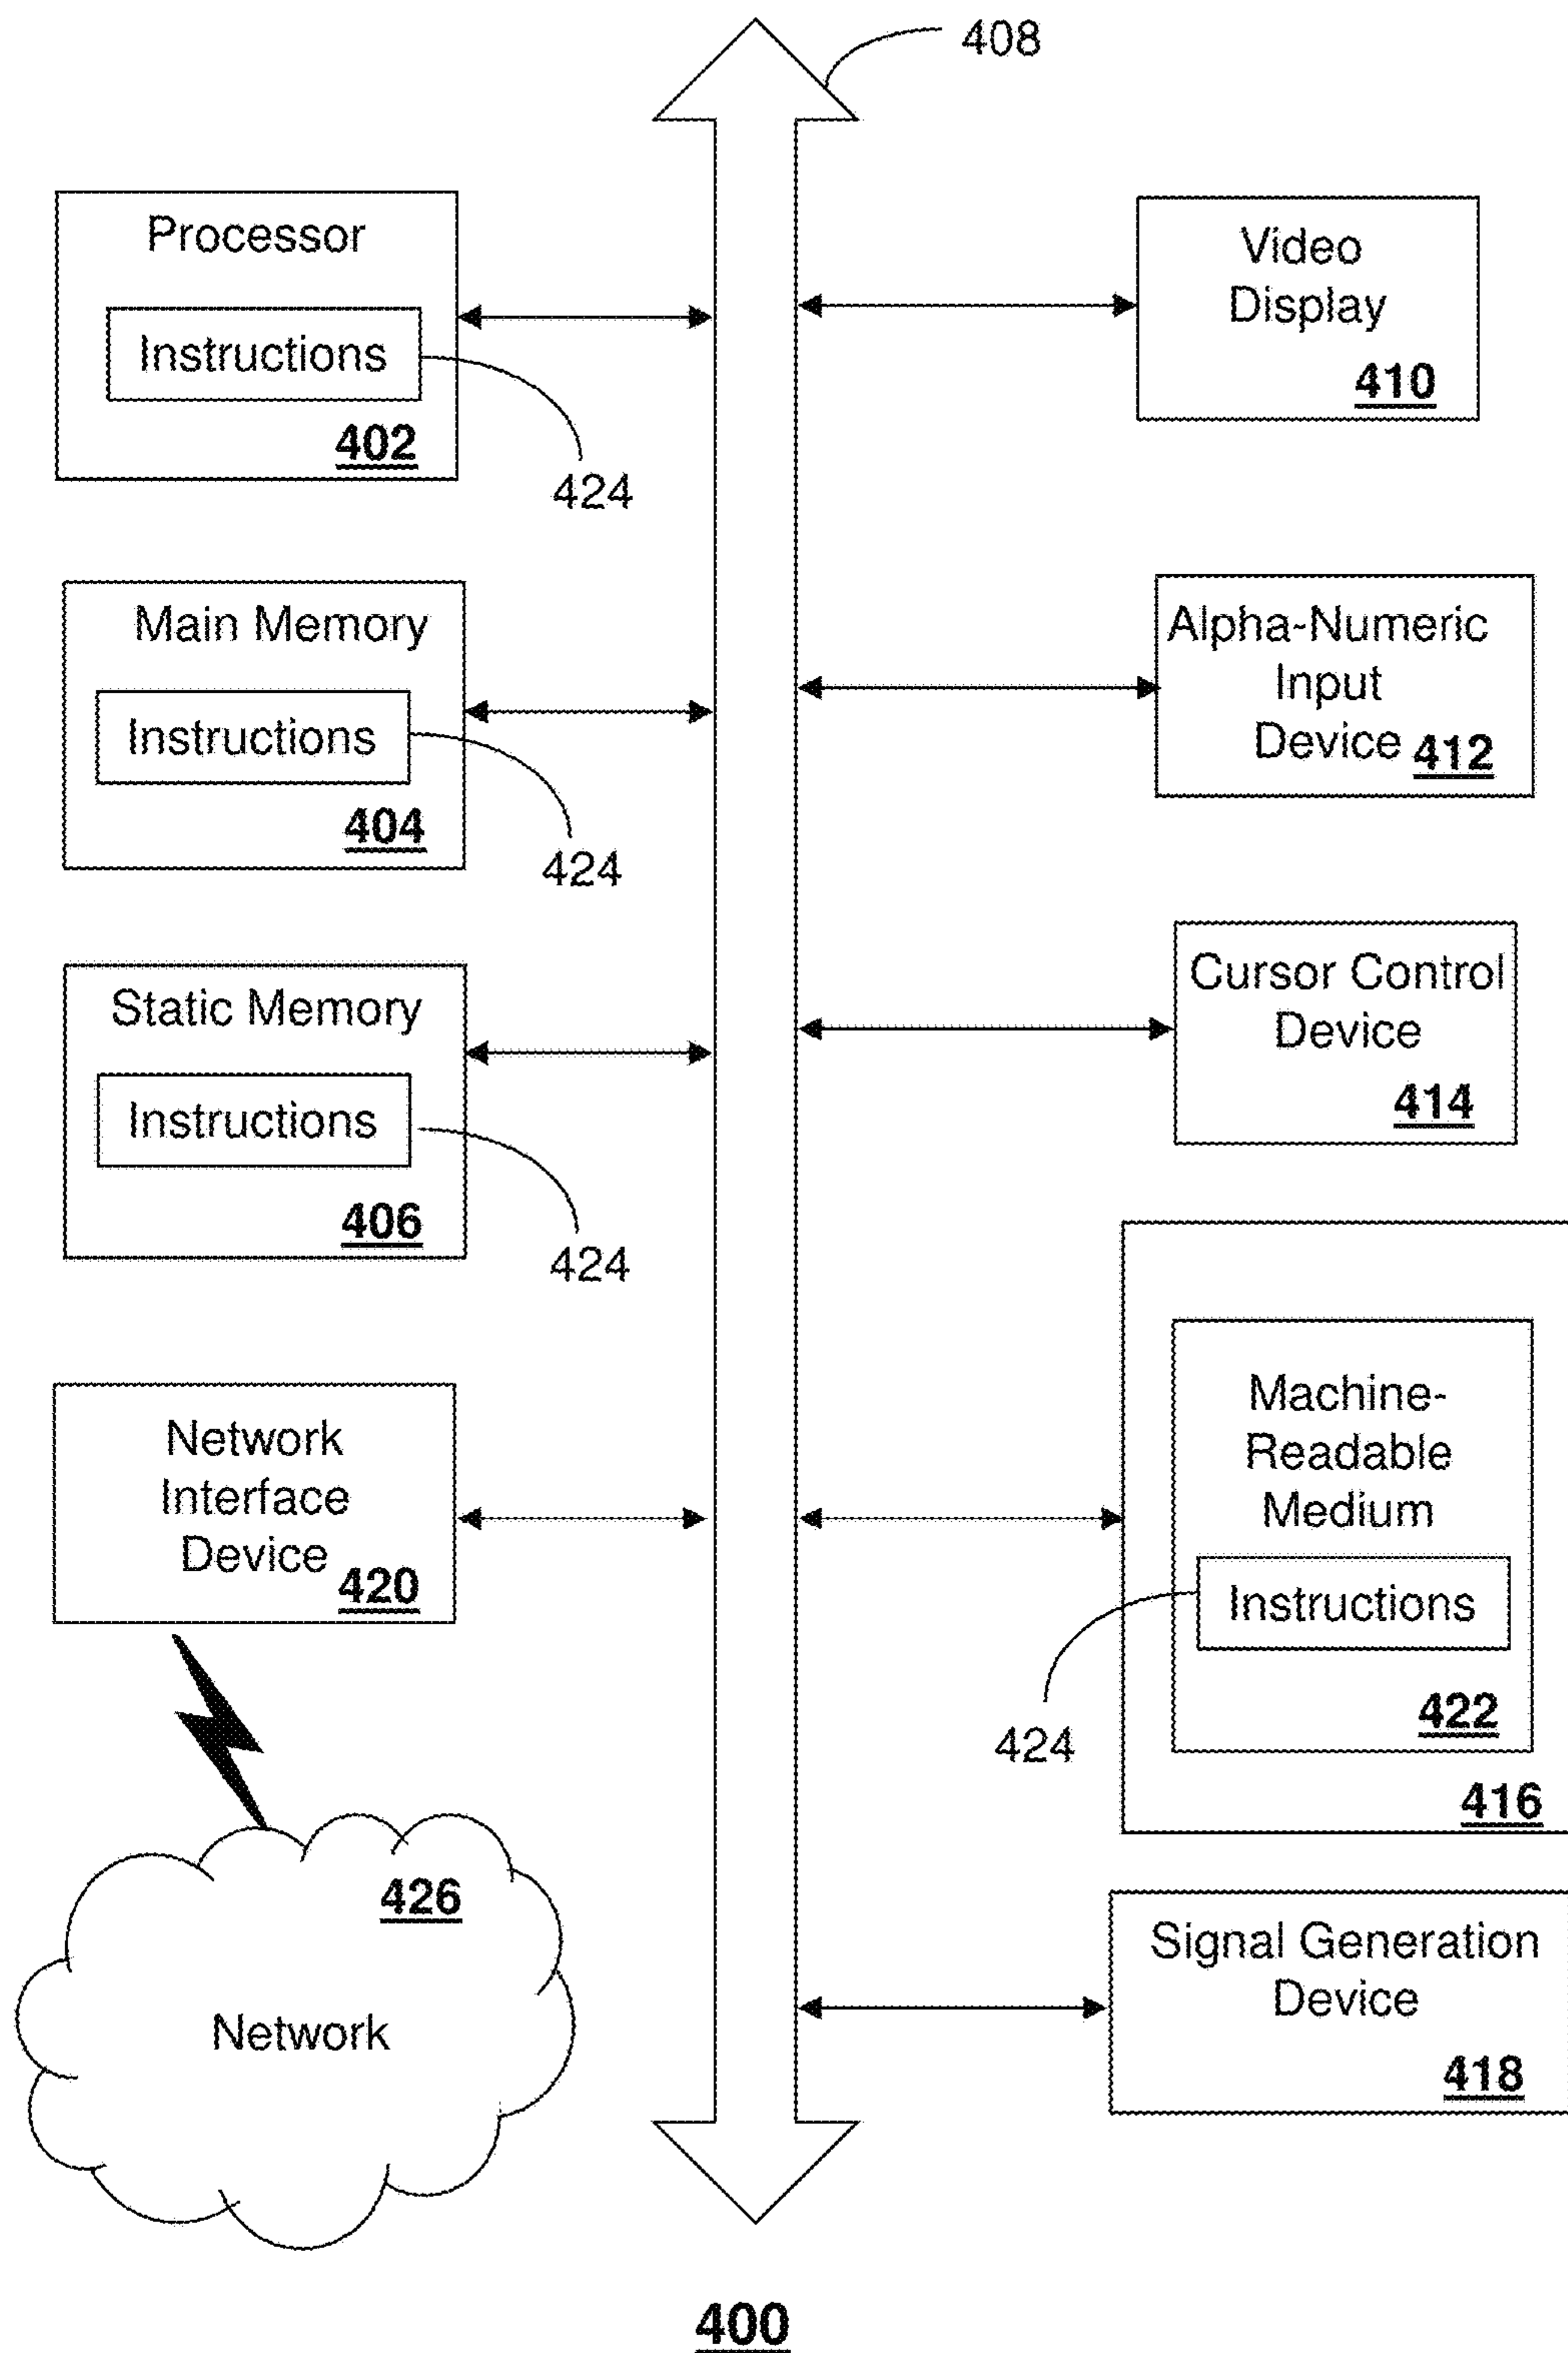 408
Processor
Instructions
402
424
Main Memory
Instructions
404
424
Static Memory
Instructions
406
424
Network
Interface
Device
420
426
Network
Video
Display
410
Alpha-Numeric
Input
Device 412
Cursor Control
Device
414
Machine-
Readable
Medium
Instructions
422
424
416
Signal Generation
Device
418
400